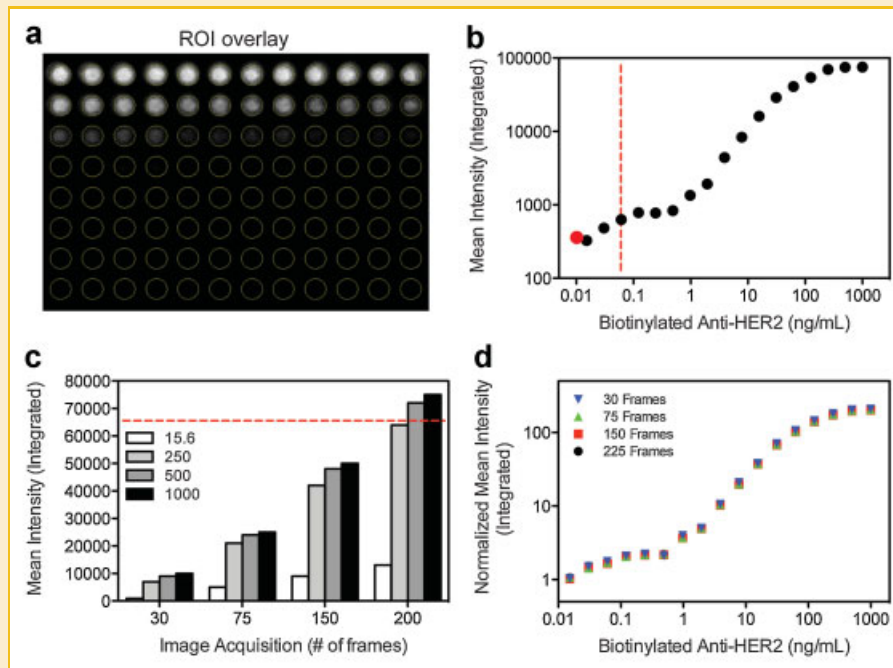 a
ROI overlay
b
Mean Intensity (Integrated)
100000
10000
1000
100
0.01 0.1 1 10 100 1000
Biotinylated Anti-HER2 (ng/mL)
c
Mean Intensity (Integrated)
80000
70000
60000
50000
40000
30000
20000
10000
0
15.6
250
500
1000
30 75 150 200
Image Acquisition (# of frames)
d
Normalized Mean Intensity
(Integrated)
100
10
1
30 Frames
75 Frames
150 Frames
225 Frames
0.01 0.1 1 10 100 1000
Biotinylated Anti-HER2 (ng/mL)